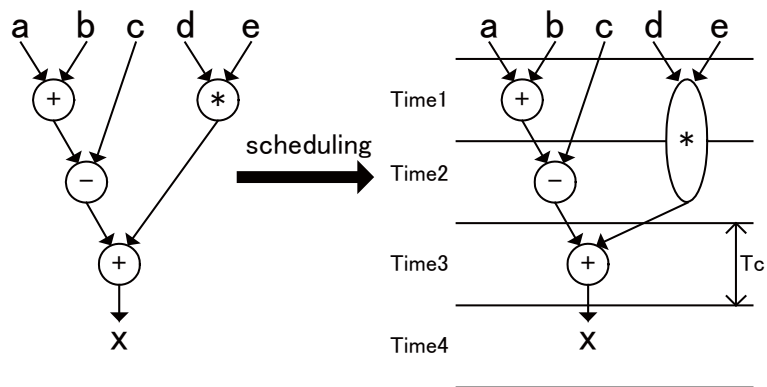 a b c d e a b c d e
+ * + Time1
scheduling *
- - Time2
+ + Time3 Tc
x x Time4